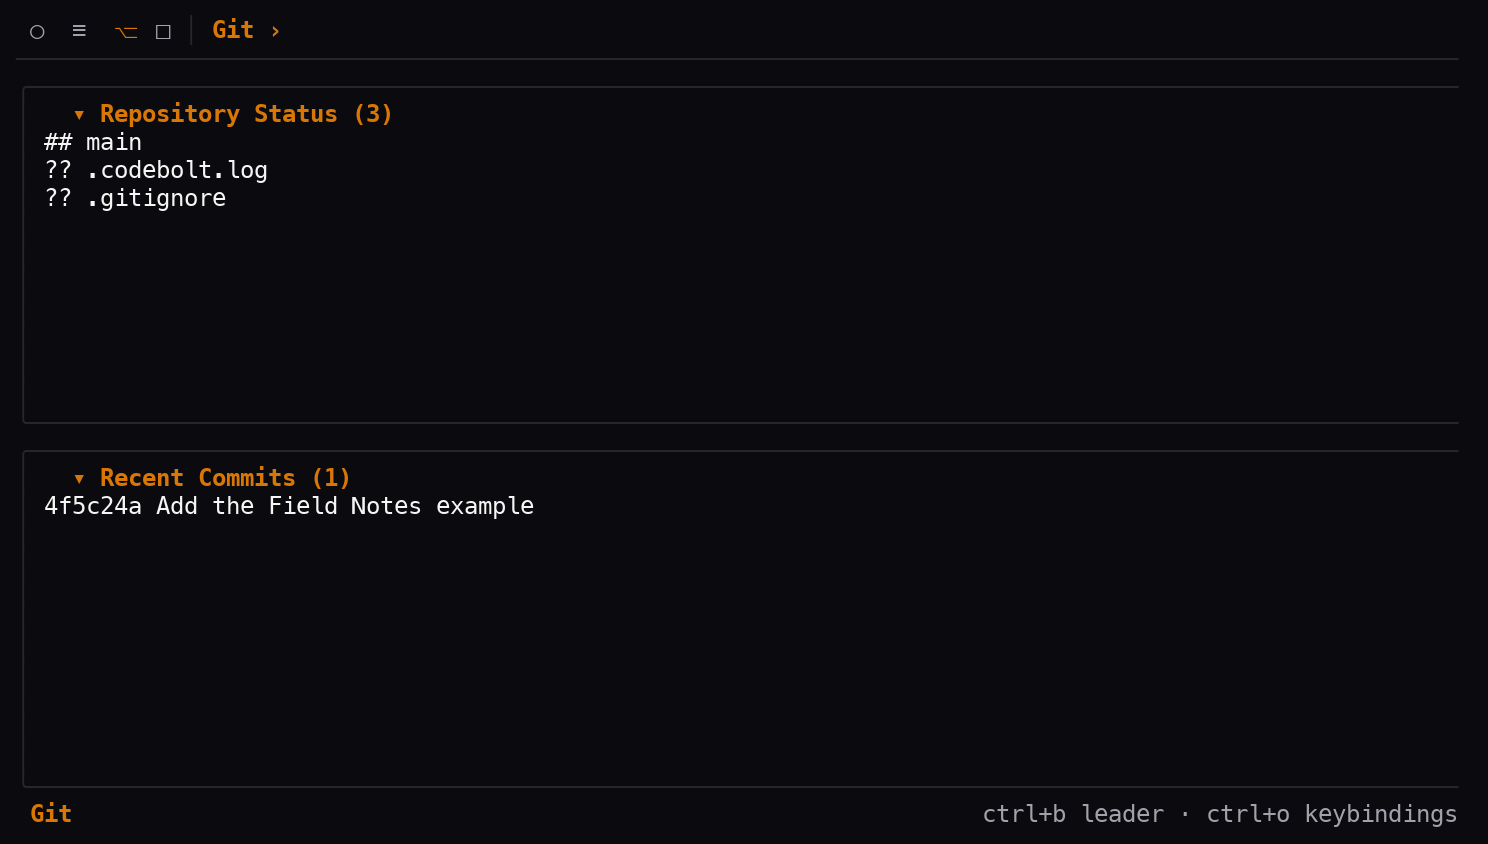 ○ ≡ ⌥ □ Git ›
▾ Repository Status (3)
## main
?? .codebolt.log
?? .gitignore
▾ Recent Commits (1)
4f5c24a Add the Field Notes example
Git ctrl+b leader · ctrl+o keybindings